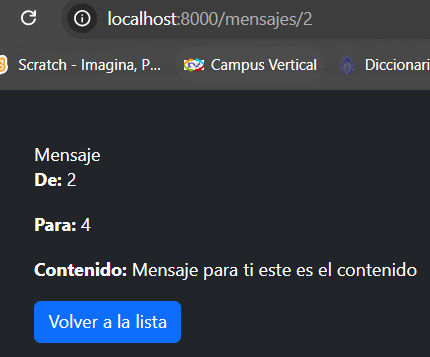 localhost:8000/mensajes/2
Scratch - Imagina, P... Campus Vertical Diccionari
Mensaje
De: 2
Para: 4
Contenido: Mensaje para ti este es el contenido
Volver a la lista